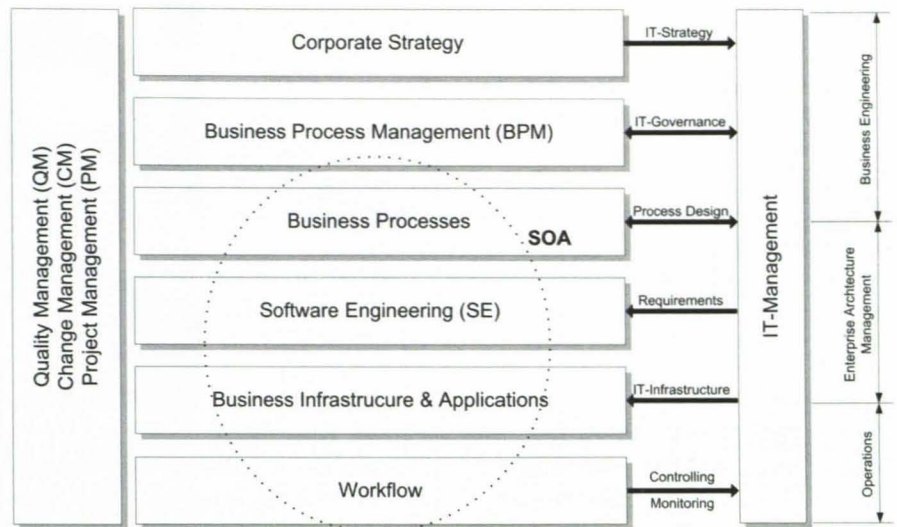 Quality Management (QM)
Change Management (CM)
Project Management (PM)
Corporate Strategy
IT-Strategy
Business Process Management (BPM)
IT-Governance
Business Processes
SOA
Process Design
Software Engineering (SE)
Requirements
Business Infrastrucure & Applications
IT-Infrastructure
Workflow
Controlling
Monitoring
IT-Management
Business Engineering
Enterprise Archtecture
Management
Operations